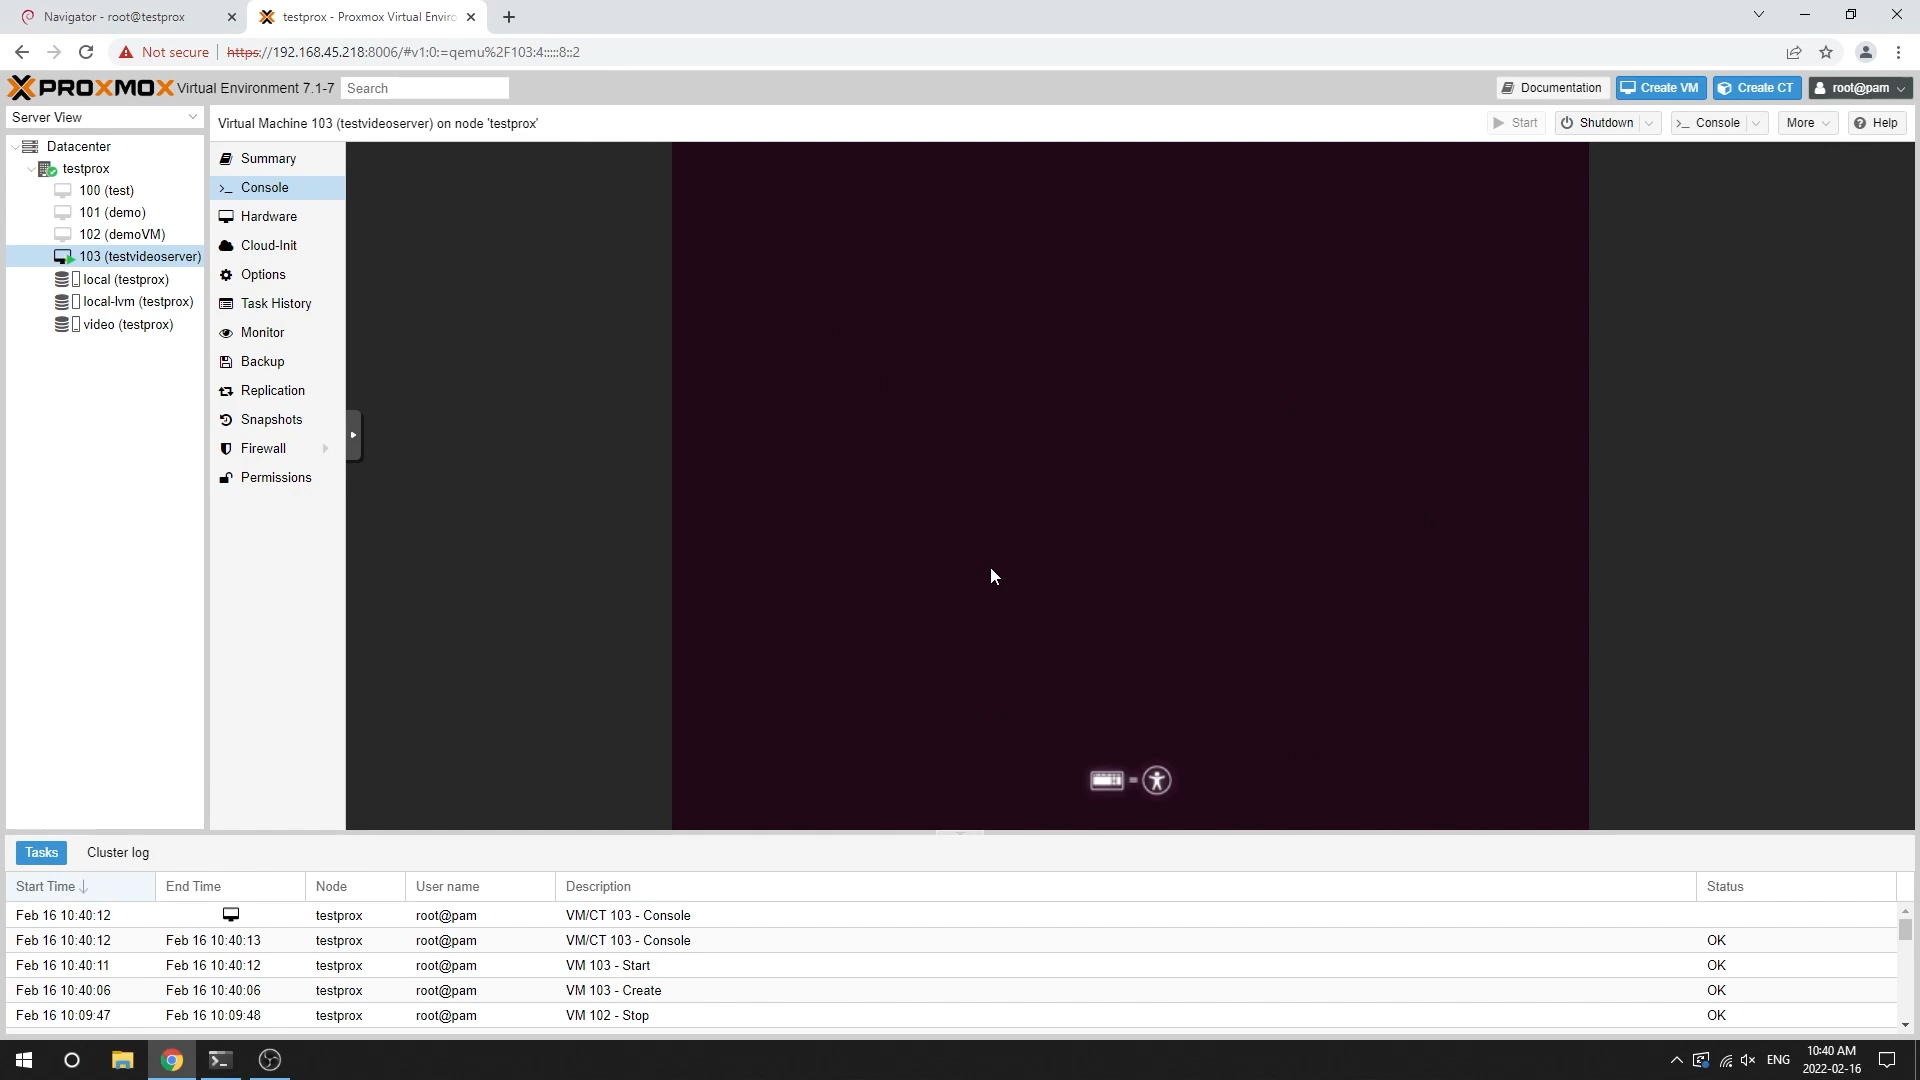 Navigator - root@testprox
testprox - Proxmox Virtual Enviro
Not secure
https://192.168.45.218:8006/#v1:0:=qemu%2F103:4:::::8::2
PROXMOX Virtual Environment 7.1-7
Search
Documentation
Create VM
Create CT
root@pam
Server View
Virtual Machine 103 (testvideoserver) on node 'testprox'
Start
Shutdown
Console
More
Help
Datacenter
testprox
100 (test)
101 (demo)
102 (demoVM)
103 (testvideoserver)
local (testprox)
local-lvm (testprox)
video (testprox)
Summary
Console
Hardware
Cloud-Init
Options
Task History
Monitor
Backup
Replication
Snapshots
Firewall
Permissions
Tasks
Cluster log
Start Time End Time Node User name Description Status
Feb 16 10:40:12 testprox root@pam VM/CT 103 - Console
Feb 16 10:40:12 Feb 16 10:40:13 testprox root@pam VM/CT 103 - Console OK
Feb 16 10:40:11 Feb 16 10:40:12 testprox root@pam VM 103 - Start OK
Feb 16 10:40:06 Feb 16 10:40:06 testprox root@pam VM 103 - Create OK
Feb 16 10:09:47 Feb 16 10:09:48 testprox root@pam VM 102 - Stop OK
ENG
10:40 AM
2022-02-16